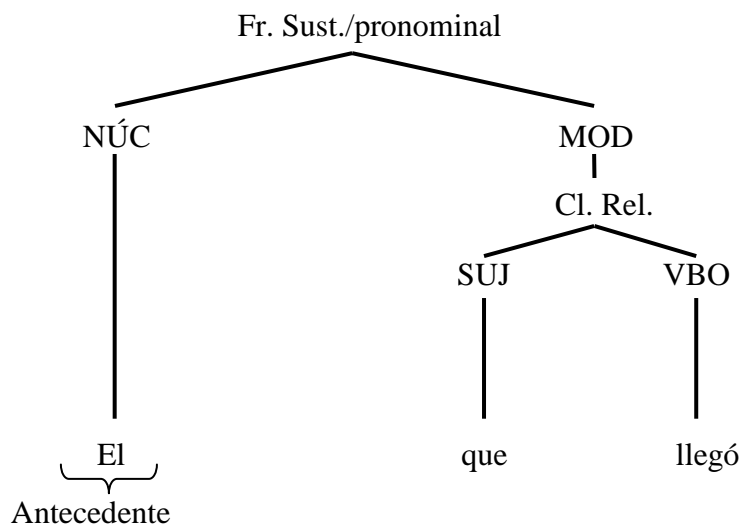 Fr. Sust./pronominal
NÚC MOD
Cl. Rel.
SUJ VBO
El que llegó
Antecedente